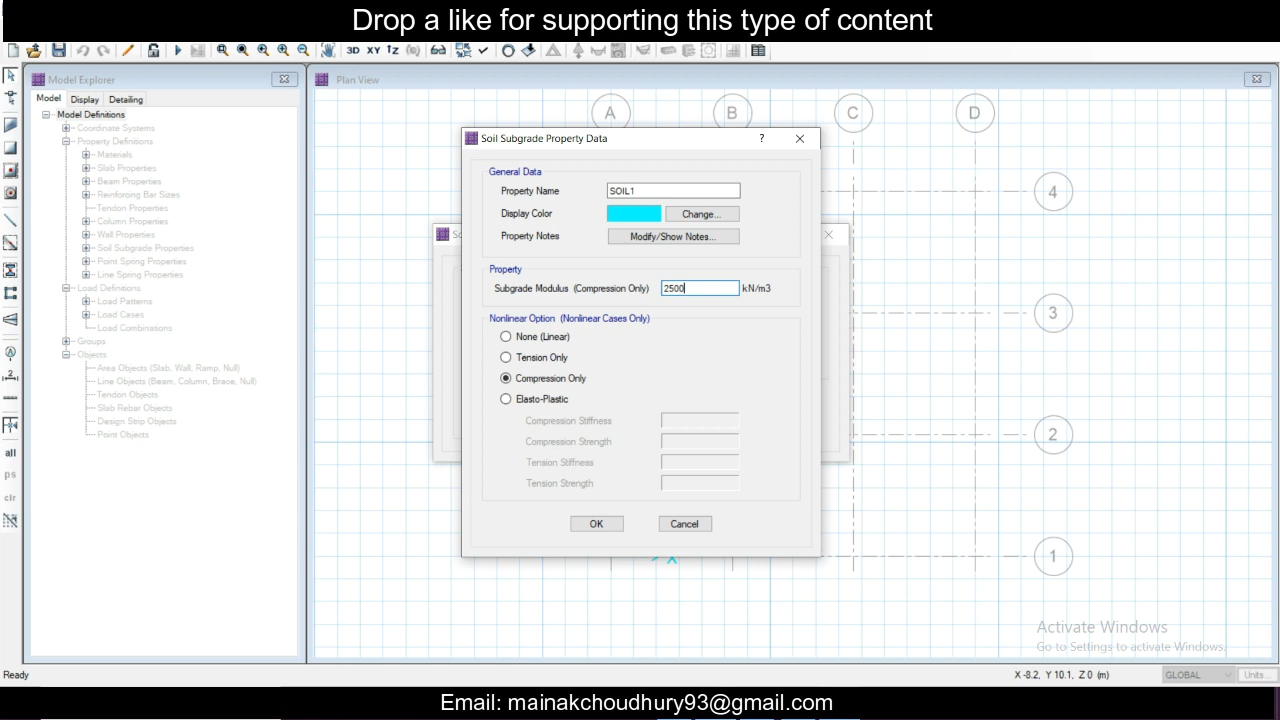 Drop a like for supporting this type of content
3D XY
Model Explorer
Plan View
Model Display Detailing
Model Definitions
Coordinate Systems
Property Definitions
Materials
Slab Properties
Beam Properties
Reinforcing Bar Sizes
Tendon Properties
Column Properties
Wall Properties
Soil Subgrade Properties
Point Spring Properties
Line Spring Properties
Load Definitions
Load Patterns
Load Cases
Load Combinations
Groups
Objects
Area Objects (Slab, Wall, Ramp, Null)
Line Objects (Beam, Column, Brace, Null)
Tendon Objects
Slab Rebar Objects
Design Strip Objects
Point Objects
all
ps
clr
A B C D
4
3
2
1
Soil Subgrade Property Data
?
General Data
Property Name SOIL1
Display Color Change...
Property Notes Modify/Show Notes...
Property
Subgrade Modulus (Compression Only) 2500 kN/m3
Nonlinear Option (Nonlinear Cases Only)
None (Linear)
Tension Only
Compression Only
Elasto-Plastic
Compression Stiffness
Compression Strength
Tension Stiffness
Tension Strength
OK Cancel
X
Activate Windows
Go to Settings to activate Windows.
Ready
X -8.2, Y 10.1, Z 0 (m)
GLOBAL
Units...
Email: mainakchoudhury93@gmail.com